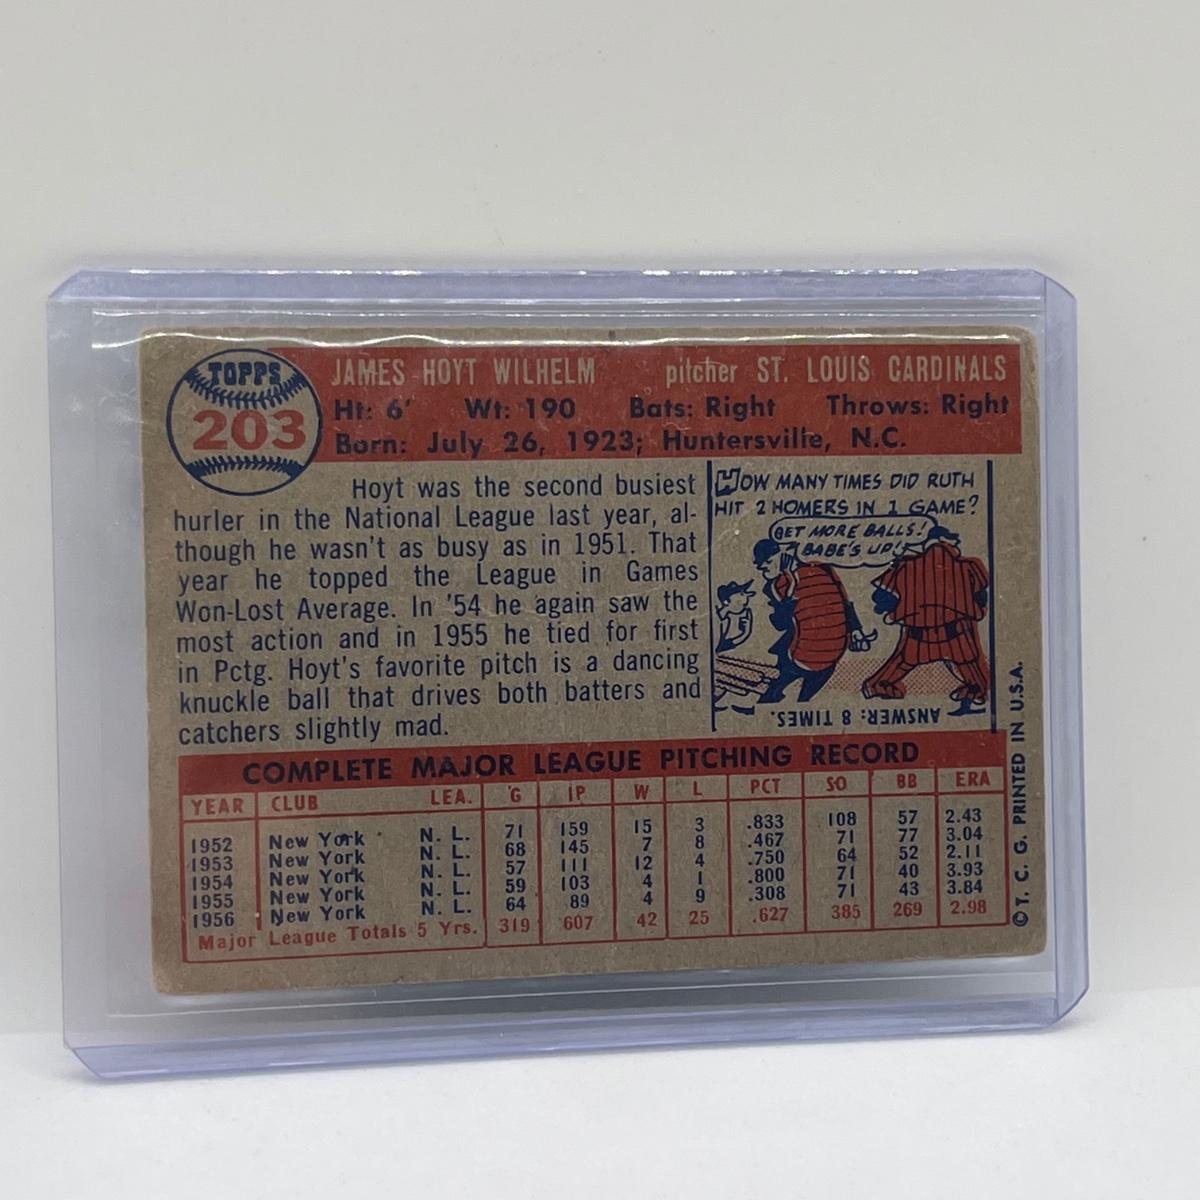 TOPPS
203
JAMES HOYT WILHELM pitcher ST. LOUIS CARDINALS
Ht: 6' Wt: 190 Bats: Right Throws: Right
Born: July 26, 1923; Huntersville, N.C.
Hoyt was the second busiest
hurler in the National League last year, al-
though he wasn't as busy as in 1951. That
year he topped the League in Games
Won-Lost Average. In '54 he again saw the
most action and in 1955 he tied for first
in Pctg. Hoyt's favorite pitch is a dancing
knuckle ball that drives both batters and
catchers slightly mad.
HOW MANY TIMES DID RUTH
HIT 2 HOMERS IN 1 GAME?
GET MORE BALLS!
BABE'S UP!
ANSWER: 8 TIMES.
COMPLETE MAJOR LEAGUE PITCHING RECORD
YEAR CLUB LEA. G IP W L PCT SO BB ERA
1952 New York N. L. 71 159 15 3 .833 108 57 2.43
1953 New York N. L. 68 145 7 8 .467 71 77 3.04
1954 New York N. L. 57 111 12 4 .750 64 52 2.11
1955 New York N. L. 59 103 4 1 .800 71 40 3.93
1956 New York N. L. 64 89 4 9 .308 71 43 3.84
Major League Totals 5 Yrs. 319 607 42 25 .627 385 269 2.98
©T. C. G. PRINTED IN U.S.A.